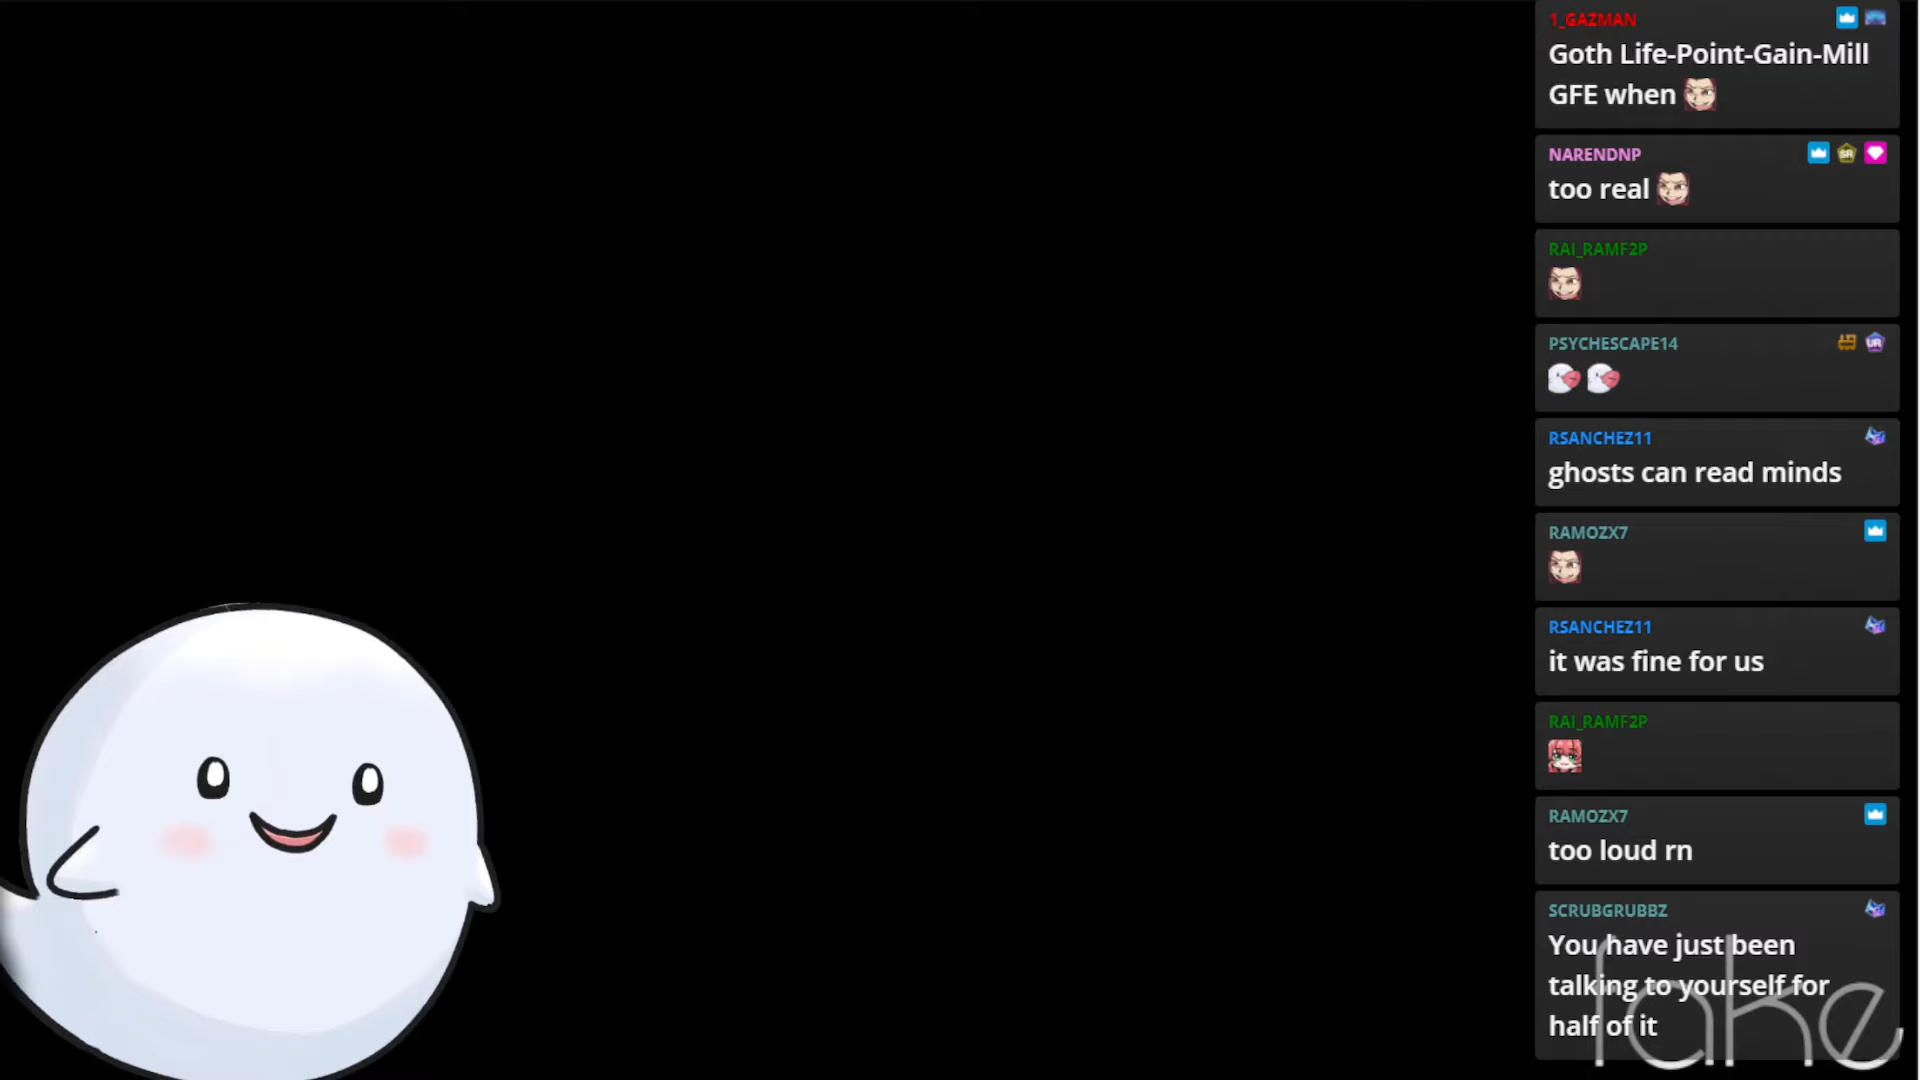 1_GAZMAN
Goth Life-Point-Gain-Mill
GFE when
NARENDNP
SR
too real
RAI_RAMF2P
PSYCHESCAPE14
UR
RSANCHEZ11
ghosts can read minds
RAMOZX7
RSANCHEZ11
it was fine for us
RAI_RAMF2P
RAMOZX7
too loud rn
SCRUBGRUBBZ
You have just been
talking to yourself for
half of it
fake